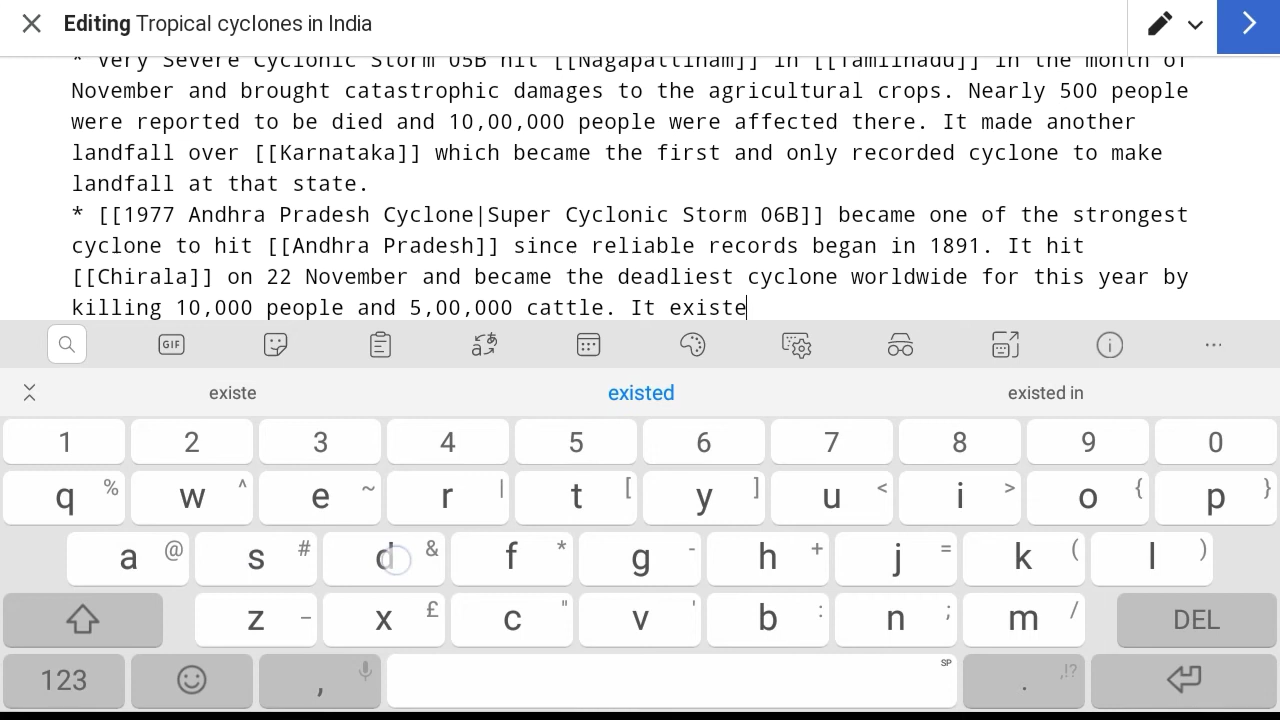 Editing Tropical cyclones in India
* Very Severe Cyclonic Storm 05B hit [[Nagapattinam]] in [[Tamilnadu]] in the month of
November and brought catastrophic damages to the agricultural crops. Nearly 500 people
were reported to be died and 10,00,000 people were affected there. It made another
landfall over [[Karnataka]] which became the first and only recorded cyclone to make
landfall at that state.
* [[1977 Andhra Pradesh Cyclone|Super Cyclonic Storm 06B]] became one of the strongest
cyclone to hit [[Andhra Pradesh]] since reliable records began in 1891. It hit
[[Chirala]] on 22 November and became the deadliest cyclone worldwide for this year by
killing 10,000 people and 5,00,000 cattle. It existe
GIF
existe existed existed in
1 2 3 4 5 6 7 8 9 0
q % w ^ e ~ r | t [ y ] u < i > o { p }
a @ s # d & f * g - h + j = k ( l )
z _ x £ c " v ' b : n ; m / DEL
123 , SP . ,!?